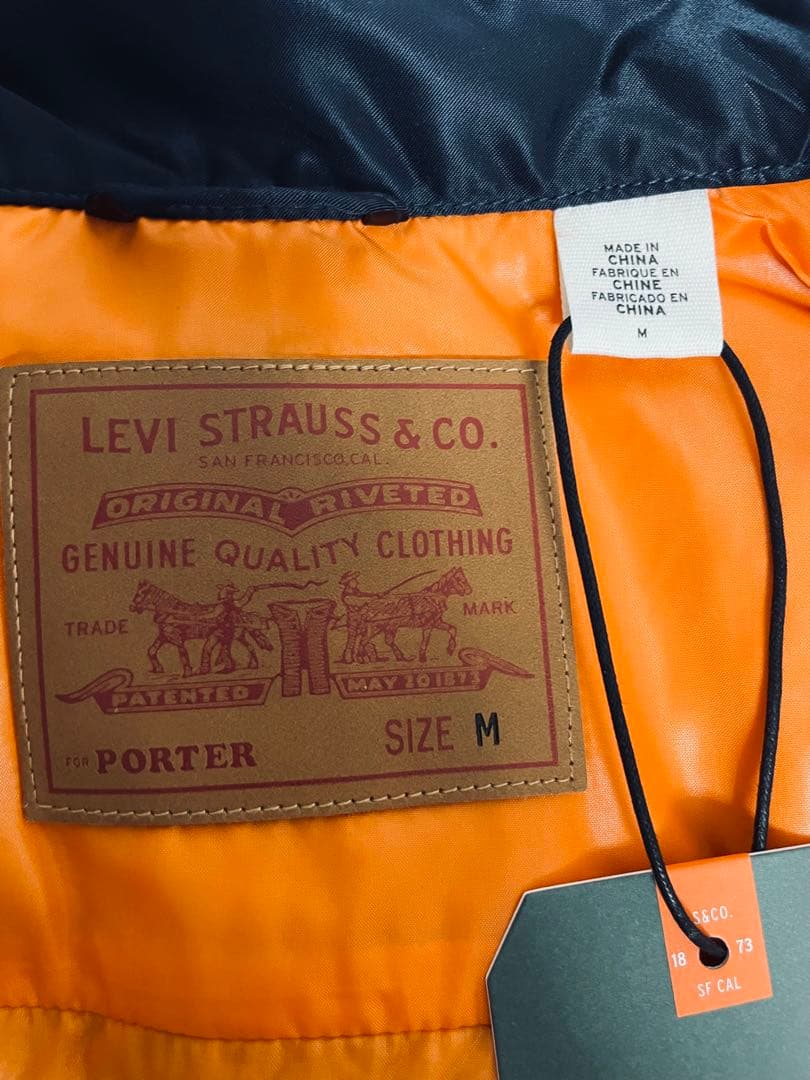 MADE IN
CHINA
FABRIQUE EN
CHINE
FABRICADO EN
CHINA
M
LEVI STRAUSS & CO.
SAN FRANCISCO, CAL.
ORIGINAL RIVETED
GENUINE QUALITY CLOTHING
TRADE MARK
PATENTED MAY 20 1873
FOR PORTER SIZE M
S&CO.
18 73
SF CAL